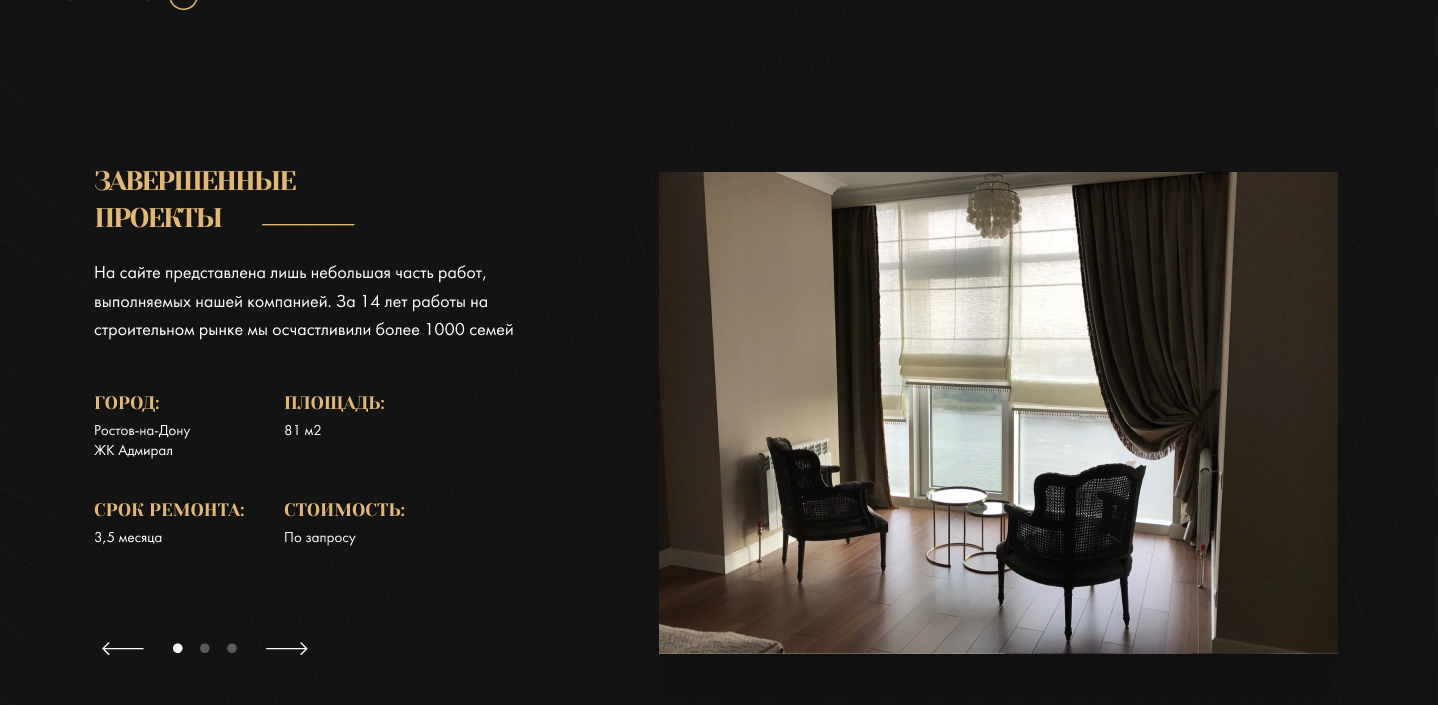 ЗАВЕРШЕННЫЕ
ПРОЕКТЫ
На сайте представлена лишь небольшая часть работ,
выполняемых нашей компанией. За 14 лет работы на
строительном рынке мы осчастливили более 1000 семей
ГОРОД:
Ростов-на-Дону
ЖК Адмирал
ПЛОЩАДЬ:
81 м2
СРОК РЕМОНТА:
3,5 месяца
СТОИМОСТЬ:
По запросу